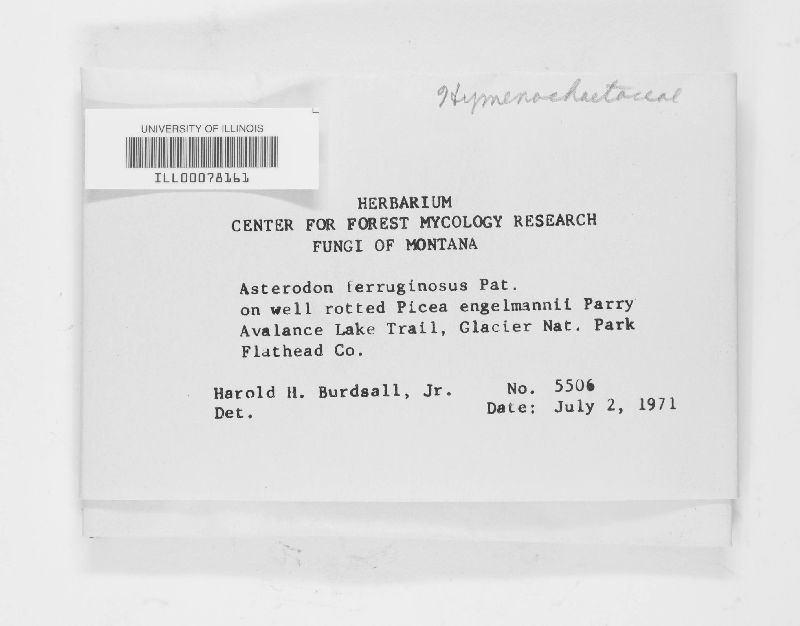 Hymenochaetaceae
UNIVERSITY OF ILLINOIS
ILL00078161
HERBARIUM
CENTER FOR FOREST MYCOLOGY RESEARCH
FUNGI OF MONTANA
Asterodon ferruginosus Pat.
on well rotted Picea engelmannii Parry
Avalance Lake Trail, Glacier Nat. Park
Flathead Co.
Harold H. Burdsall, Jr. No. 5506
Det. Date: July 2, 1971